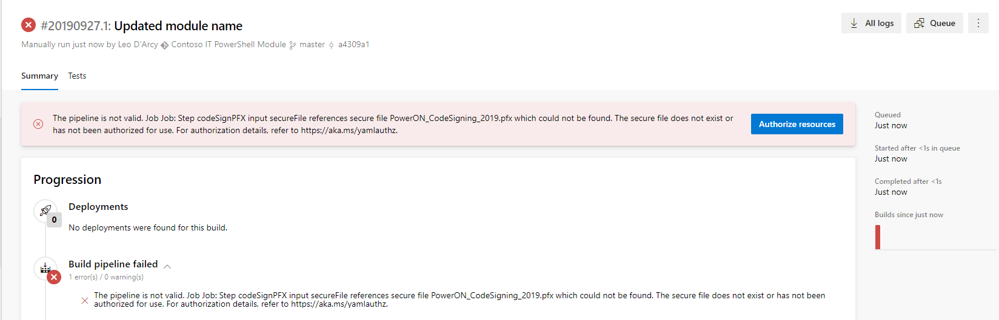 #20190927.1: Updated module name
All logs
Queue
Manually run just now by Leo D'Arcy Contoso IT PowerShell Module master a4309a1
Summary
Tests
The pipeline is not valid. Job Job: Step codeSignPFX input secureFile references secure file PowerON_CodeSigning_2019.pfx which could not be found. The secure file does not exist or
has not been authorized for use. For authorization details, refer to https://aka.ms/yamlauthz.
Authorize resources
Queued
Just now
Started after <1s in queue
Just now
Completed after <1s
Just now
Builds since just now
Progression
Deployments
0
No deployments were found for this build.
Build pipeline failed
1 error(s) / 0 warning(s)
The pipeline is not valid. Job Job: Step codeSignPFX input secureFile references secure file PowerON_CodeSigning_2019.pfx which could not be found. The secure file does not exist or has not been
authorized for use. For authorization details, refer to https://aka.ms/yamlauthz.